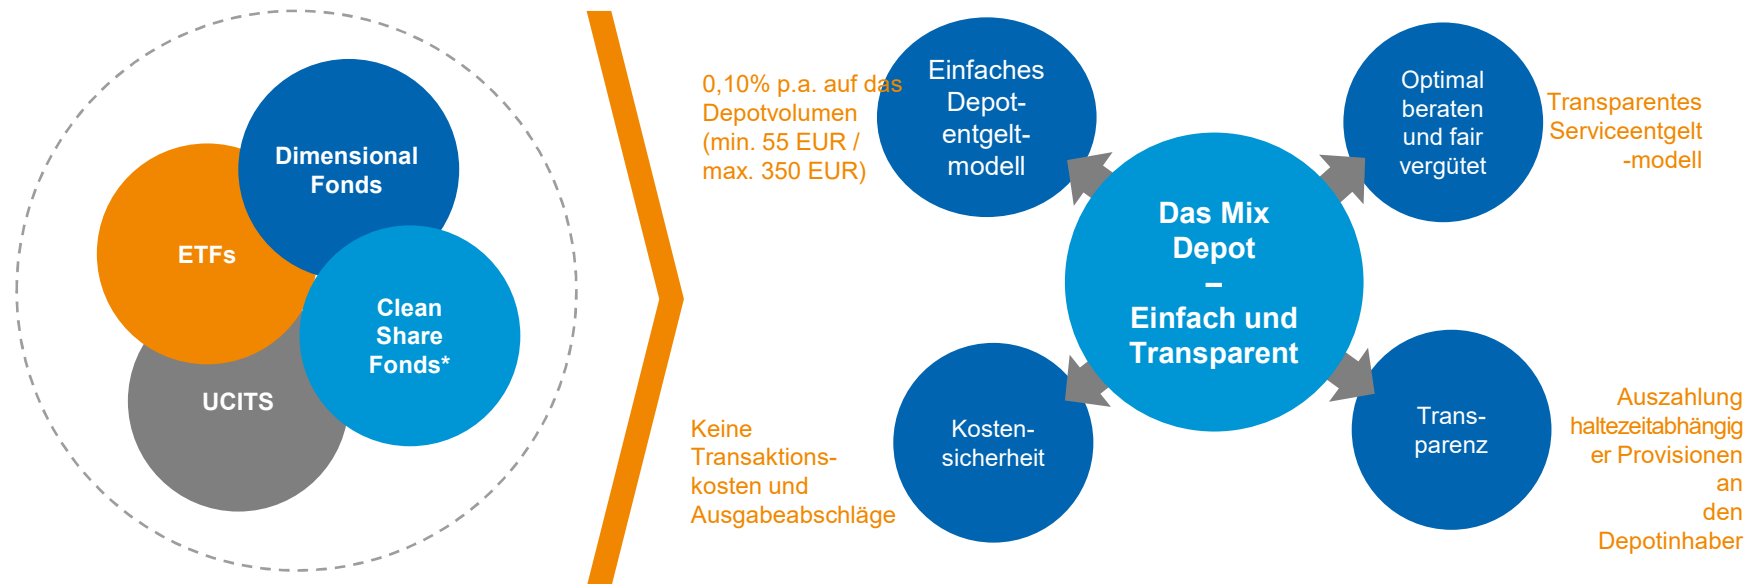 Dimensional
Fonds
ETFs
Clean
Share
Fonds*
UCITS
0,10% p.a. auf das
Depotvolumen
(min. 55 EUR /
max. 350 EUR)
Einfaches
Depot-
entgelt-
modell
Optimal
beraten
und fair
vergütet
Transparentes
Serviceentgelt
-modell
Das Mix
Depot
–
Einfach und
Transparent
Keine
Transaktions-
kosten und
Ausgabeabschläge
Kosten-
sicherheit
Trans-
parenz
Auszahlung
haltezeitabhängig
er Provisionen
an
den
Depotinhaber